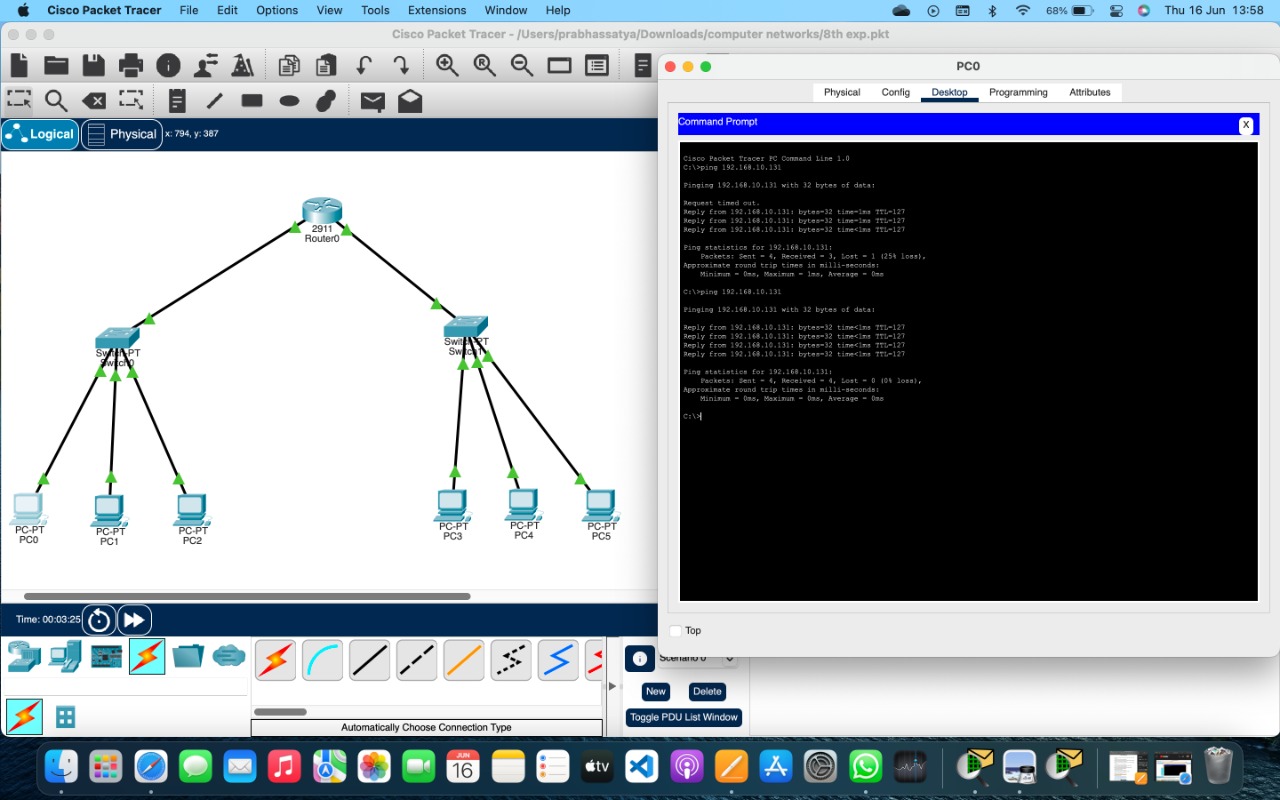 Cisco Packet Tracer File Edit Options View Tools Extensions Window Help 68% Thu 16 Jun 13:58
Cisco Packet Tracer - /Users/prabhassatya/Downloads/computer networks/8th exp.pkt
Logical Physical x: 794, y: 387
2911
Router0
Switch-PT
Switch0
Switch-PT
Switch1
PC-PT
PC0
PC-PT
PC1
PC-PT
PC2
PC-PT
PC3
PC-PT
PC4
PC-PT
PC5
Time: 00:03:25
Automatically Choose Connection Type
Scenario 0
New Delete
Toggle PDU List Window
PC0
Physical Config Desktop Programming Attributes
Command Prompt X
Cisco Packet Tracer PC Command Line 1.0
C:\>ping 192.168.10.131
Pinging 192.168.10.131 with 32 bytes of data:
Request timed out.
Reply from 192.168.10.131: bytes=32 time=1ms TTL=127
Reply from 192.168.10.131: bytes=32 time=1ms TTL=127
Reply from 192.168.10.131: bytes=32 time<1ms TTL=127
Ping statistics for 192.168.10.131:
Packets: Sent = 4, Received = 3, Lost = 1 (25% loss),
Approximate round trip times in milli-seconds:
Minimum = 0ms, Maximum = 1ms, Average = 0ms
C:\>ping 192.168.10.131
Pinging 192.168.10.131 with 32 bytes of data:
Reply from 192.168.10.131: bytes=32 time<1ms TTL=127
Reply from 192.168.10.131: bytes=32 time<1ms TTL=127
Reply from 192.168.10.131: bytes=32 time<1ms TTL=127
Reply from 192.168.10.131: bytes=32 time<1ms TTL=127
Ping statistics for 192.168.10.131:
Packets: Sent = 4, Received = 4, Lost = 0 (0% loss),
Approximate round trip times in milli-seconds:
Minimum = 0ms, Maximum = 0ms, Average = 0ms
C:\>
Top
JUN
16
tv